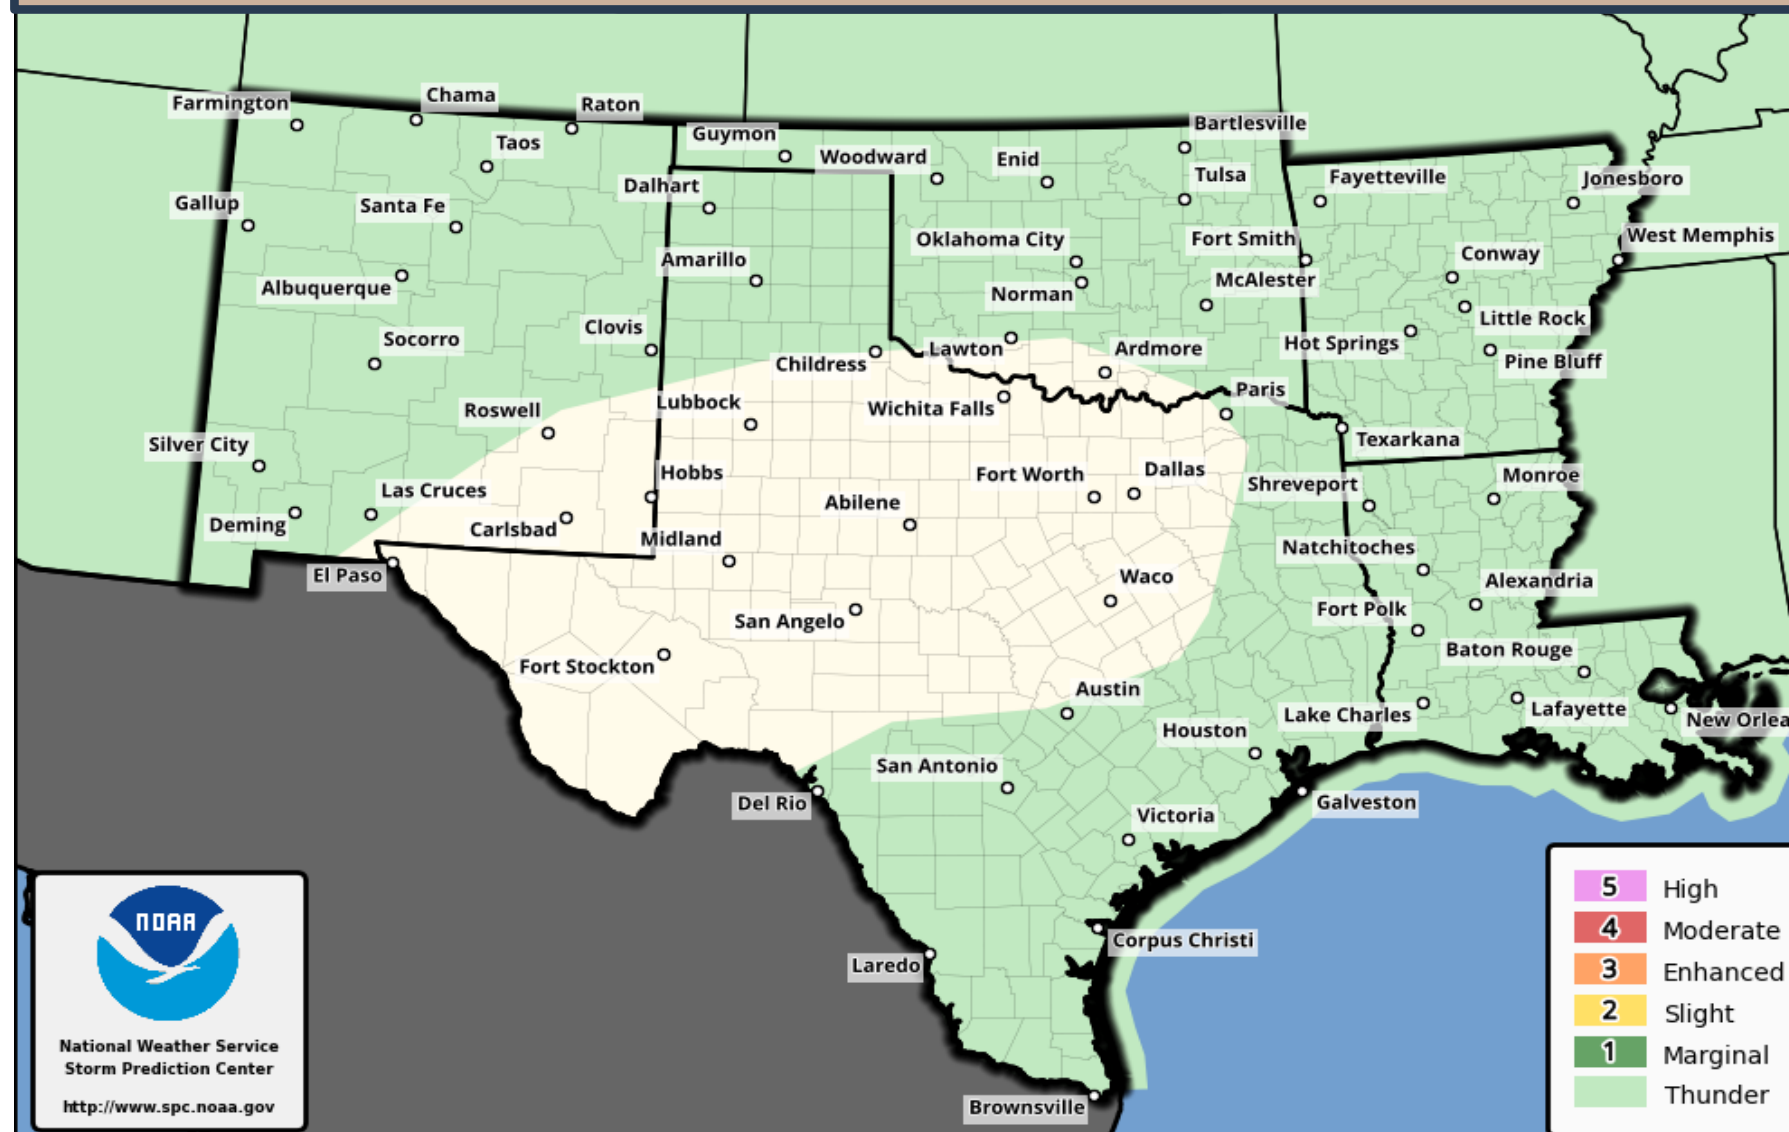 Farmington
Chama
Raton
Taos
Guymon
Woodward
Enid
Bartlesville
Tulsa
Fayetteville
Jonesboro
Dalhart
Gallup
Santa Fe
Oklahoma City
Fort Smith
West Memphis
Conway
Amarillo
McAlester
Albuquerque
Norman
Little Rock
Clovis
Socorro
Lawton
Ardmore
Hot Springs
Pine Bluff
Childress
Paris
Roswell
Lubbock
Wichita Falls
Texarkana
Silver City
Hobbs
Fort Worth
Dallas
Monroe
Shreveport
Las Cruces
Abilene
Deming
Carlsbad
Midland
Natchitoches
El Paso
Waco
Alexandria
San Angelo
Fort Polk
Baton Rouge
Fort Stockton
Austin
Lake Charles
Lafayette
New Orlea
Houston
San Antonio
Del Rio
Galveston
Victoria
Corpus Christi
Laredo
Brownsville
NOAA
National Weather Service
Storm Prediction Center
http://www.spc.noaa.gov
5 High
4 Moderate
3 Enhanced
2 Slight
1 Marginal
Thunder